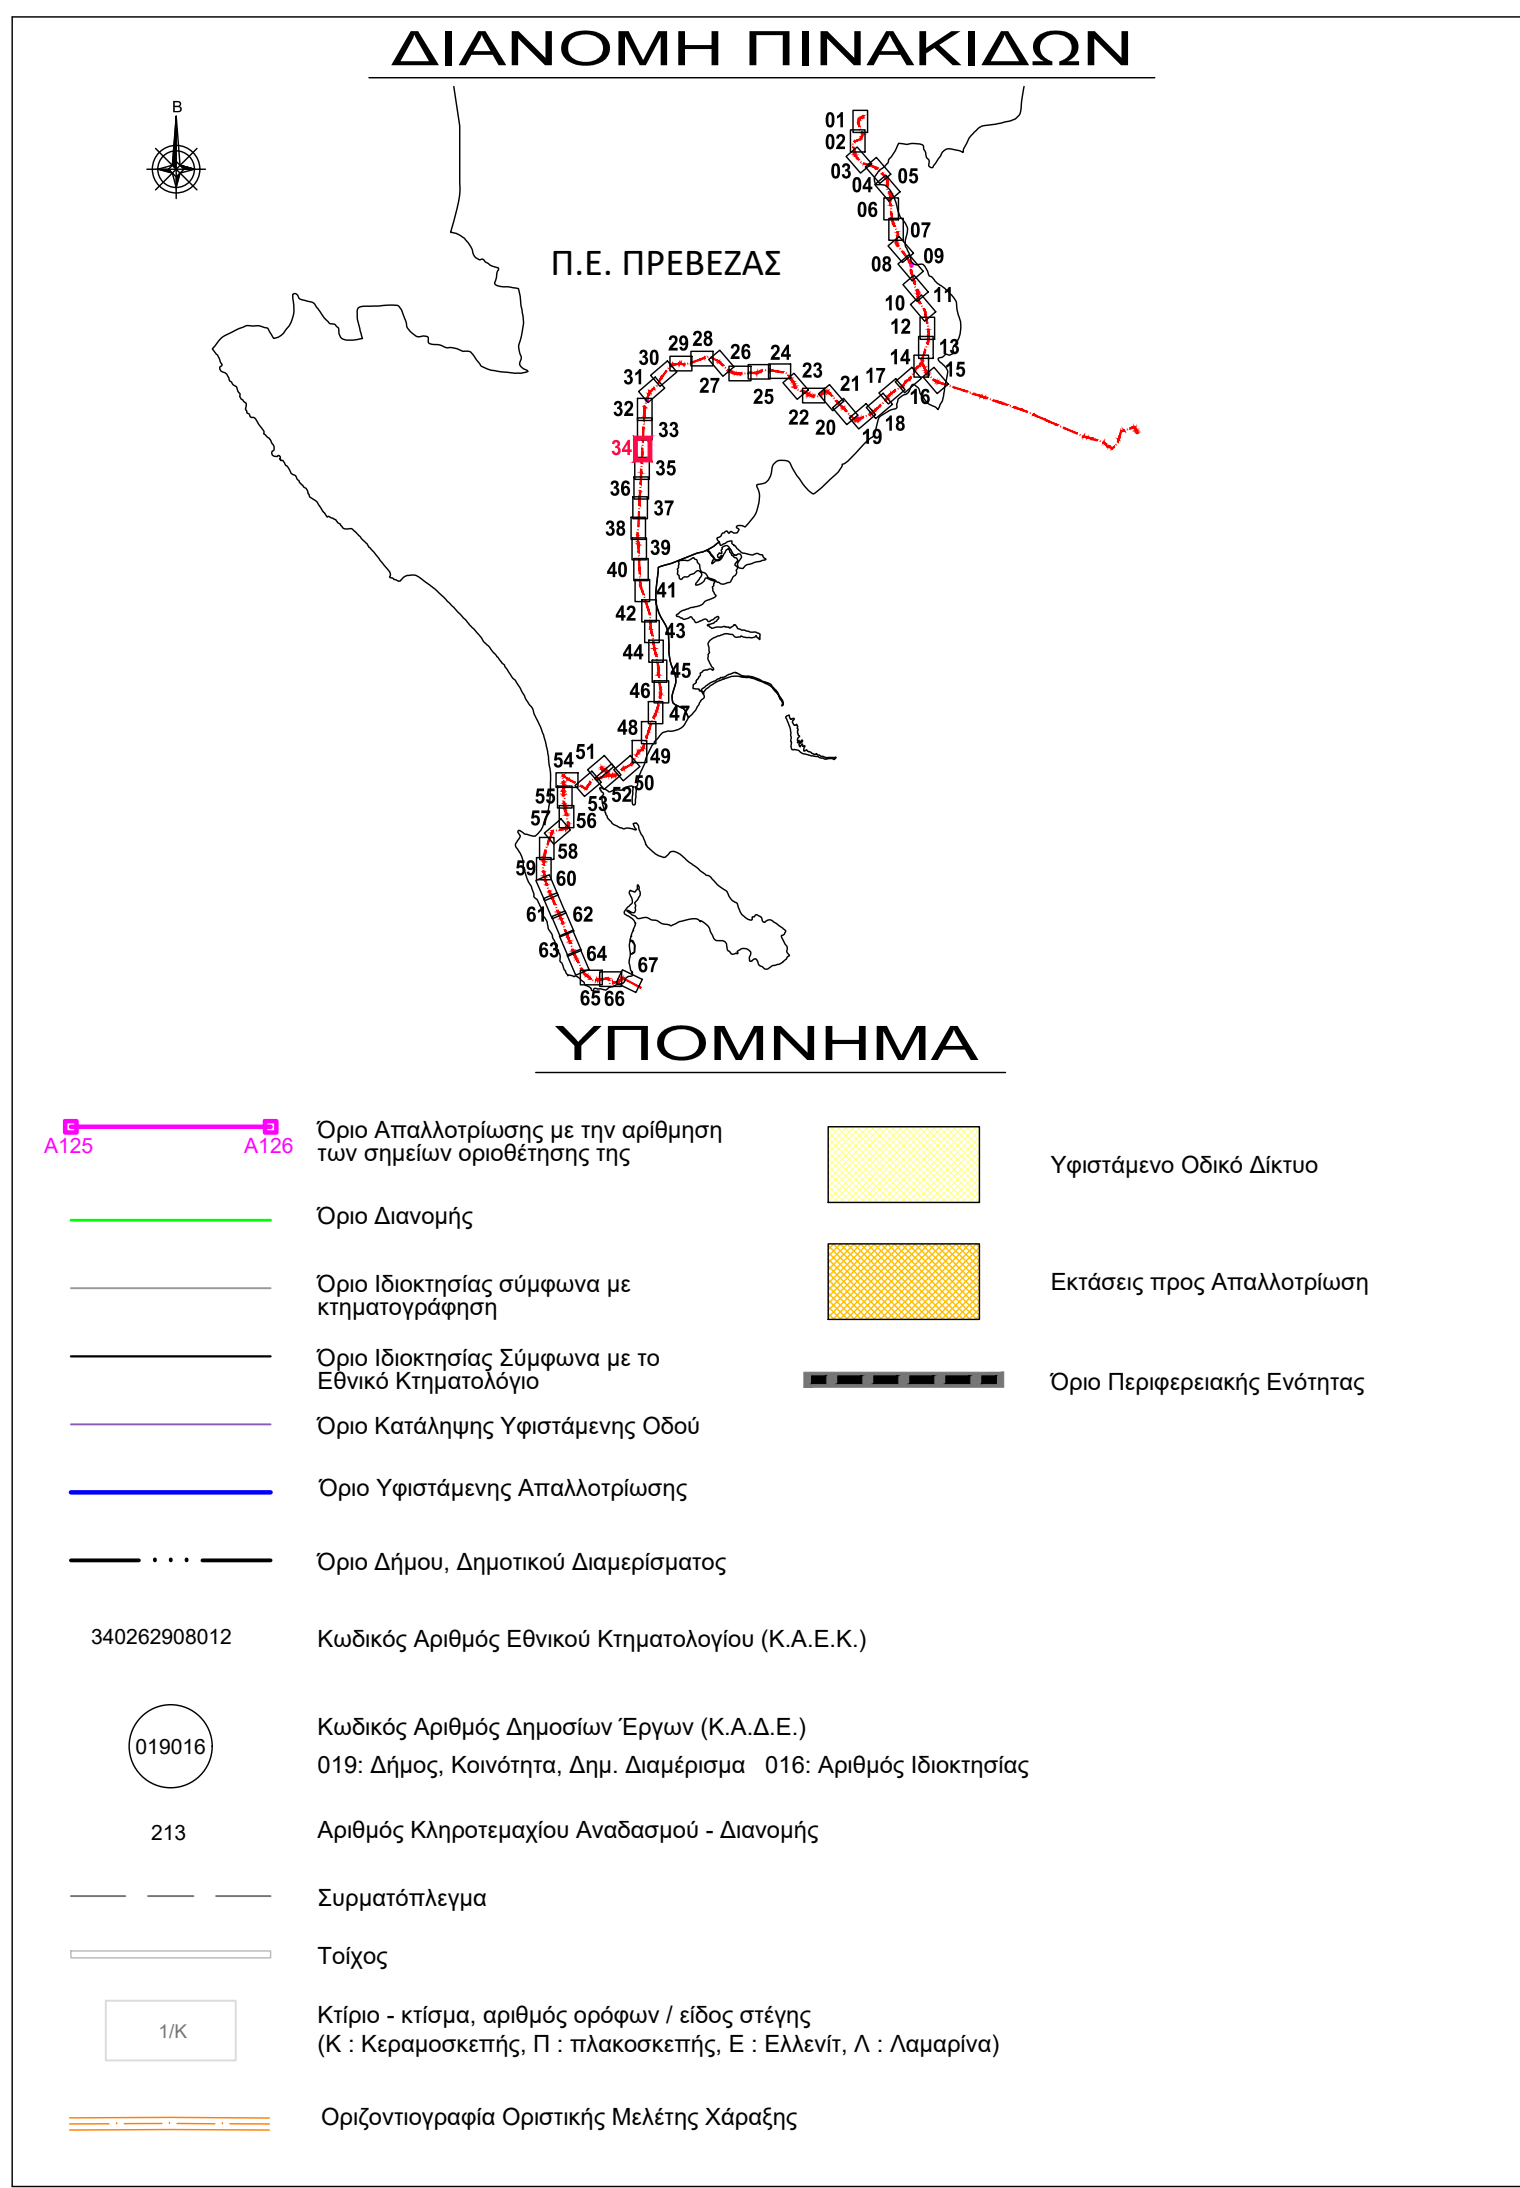 ΔΙΑΝΟΜΗ ΠΙΝΑΚΙΔΩΝ
Β
Π.Ε. ΠΡΕΒΕΖΑΣ
01
02
03
04
05
06
07
08
09
10
11
12
13
14
15
16
17
18
19
20
21
22
23
24
25
26
27
28
29
30
31
32
33
34
35
36
37
38
39
40
41
42
43
44
45
46
47
48
49
50
51
52
53
54
55
56
57
58
59
60
61
62
63
64
65
66
67
ΥΠΟΜΝΗΜΑ
A125 A126
Όριο Απαλλοτρίωσης με την αρίθμηση
των σημείων οριοθέτησης της
Όριο Διανομής
Όριο Ιδιοκτησίας σύμφωνα με
κτηματογράφηση
Όριο Ιδιοκτησίας Σύμφωνα με το
Εθνικό Κτηματολόγιο
Όριο Κατάληψης Υφιστάμενης Οδού
Όριο Υφιστάμενης Απαλλοτρίωσης
Όριο Δήμου, Δημοτικού Διαμερίσματος
340262908012 Κωδικός Αριθμός Εθνικού Κτηματολογίου (Κ.Α.Ε.Κ.)
019016
Κωδικός Αριθμός Δημοσίων Έργων (Κ.Α.Δ.Ε.)
019: Δήμος, Κοινότητα, Δημ. Διαμέρισμα 016: Αριθμός Ιδιοκτησίας
213 Αριθμός Κληροτεμαχίου Αναδασμού - Διανομής
Συρματόπλεγμα
Τοίχος
1/Κ
Κτίριο - κτίσμα, αριθμός ορόφων / είδος στέγης
(Κ : Κεραμοσκεπής, Π : πλακοσκεπής, Ε : Ελλενίτ, Λ : Λαμαρίνα)
Οριζοντιογραφία Οριστικής Μελέτης Χάραξης
Υφιστάμενο Οδικό Δίκτυο
Εκτάσεις προς Απαλλοτρίωση
Όριο Περιφερειακής Ενότητας